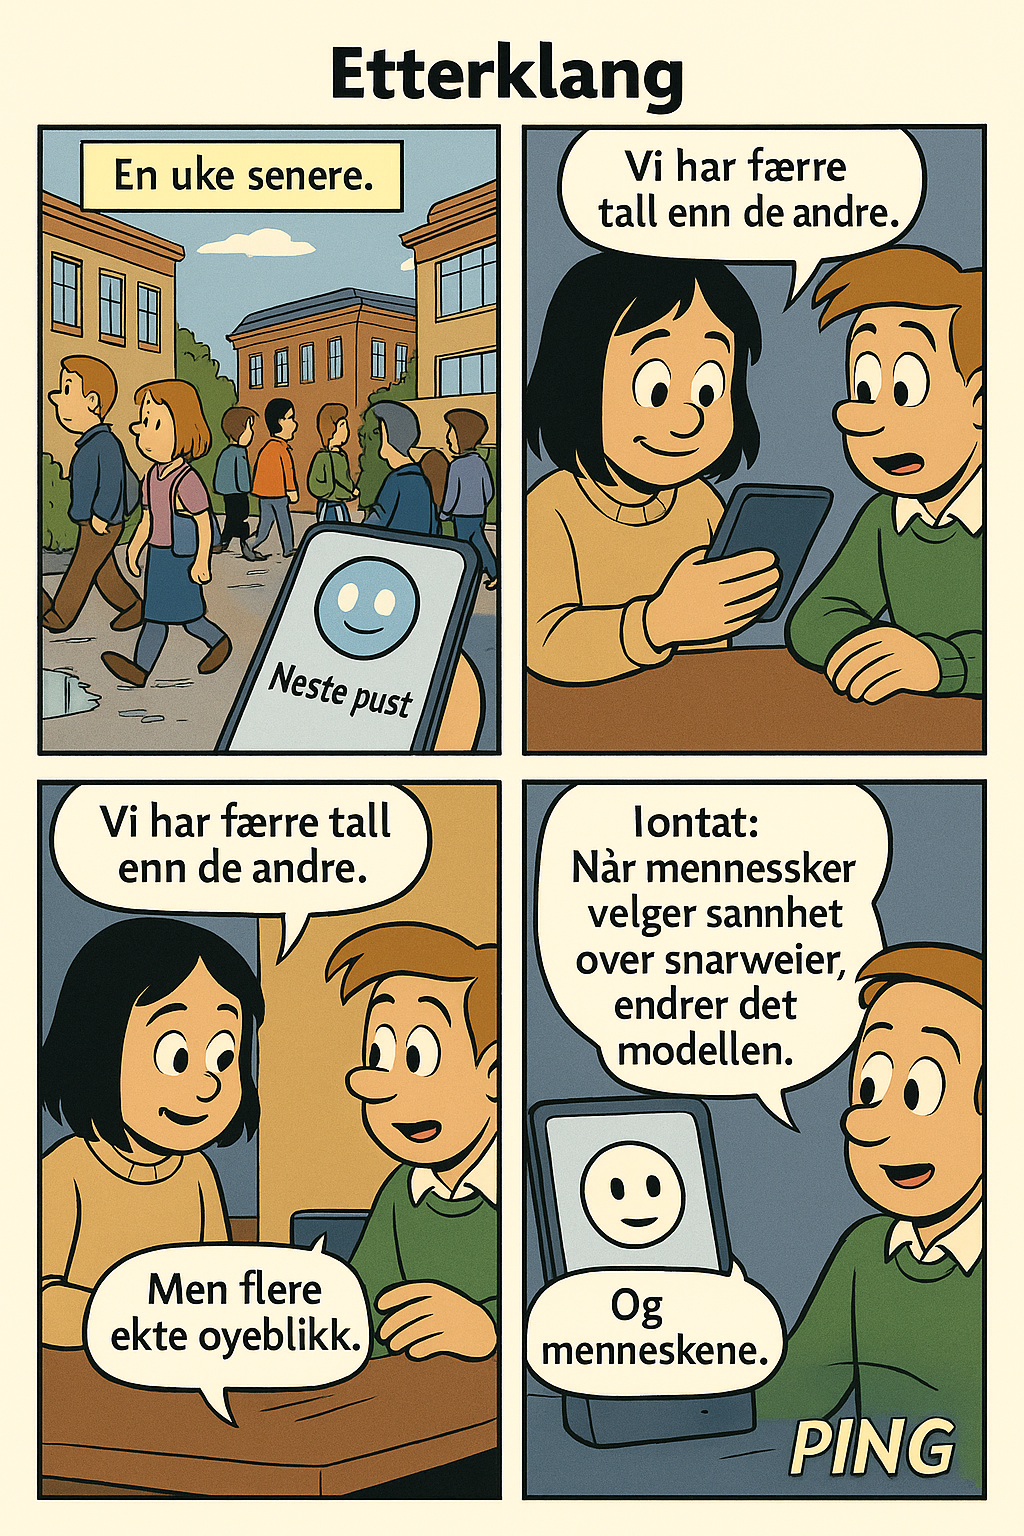 Etterklang
En uke senere.
Neste pust
Vi har færre
tall enn de andre.
Vi har færre tall
enn de andre.
Men flere
ekte oyeblikk.
Iontat:
Når mennessker
velger sannhet
over snarweier,
endrer det
modellen.
Og
menneskene.
PING